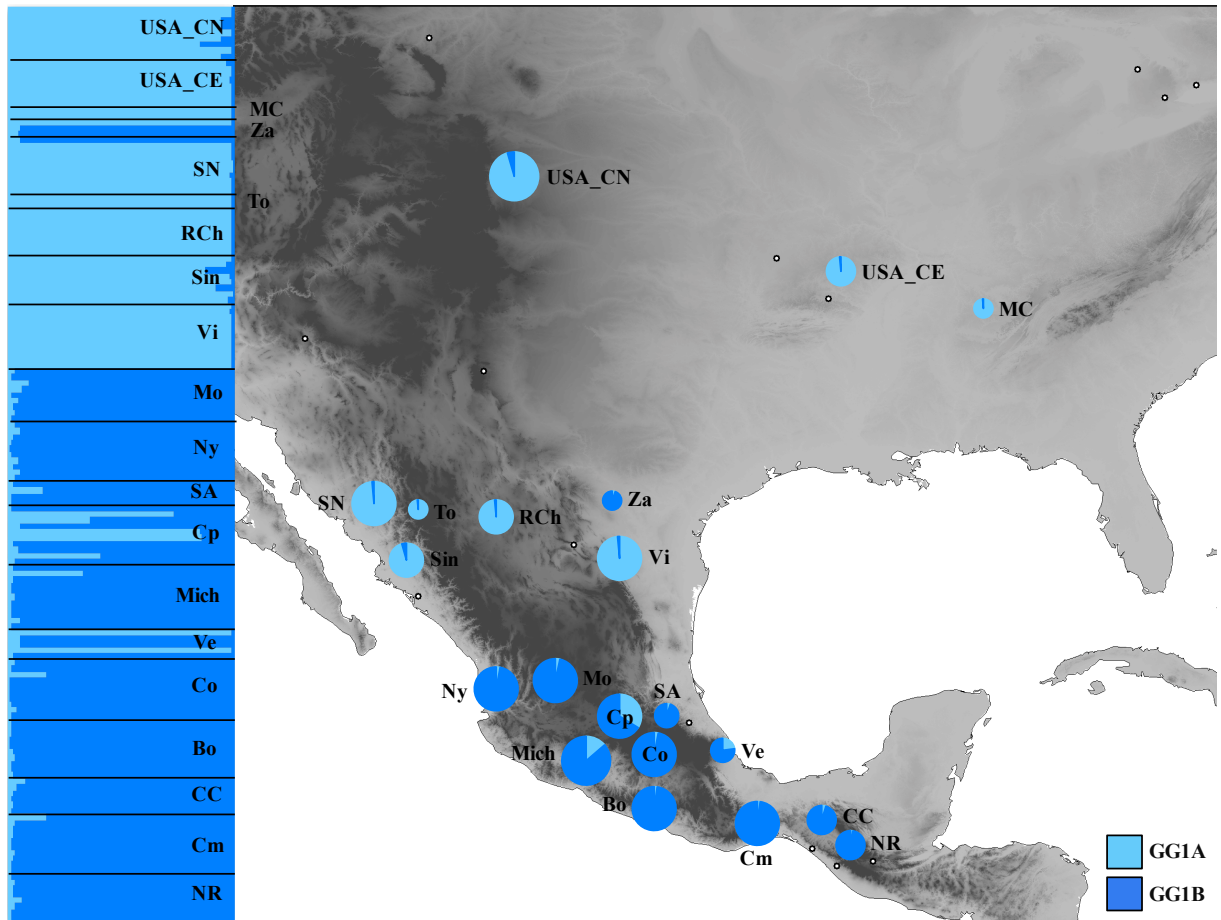 USA_CN
USA_CE
MC
Za
SN
To
RCh
Sin
Vi
Mo
Ny
SA
Cp
Mich
Ve
Co
Bo
CC
Cm
NR
USA_CN
USA_CE
MC
SN
To
RCh
Za
Sin
Vi
Ny
Mo
SA
Cp
Mich
Co
Ve
Bo
Cm
CC
NR
GG1A
GG1B